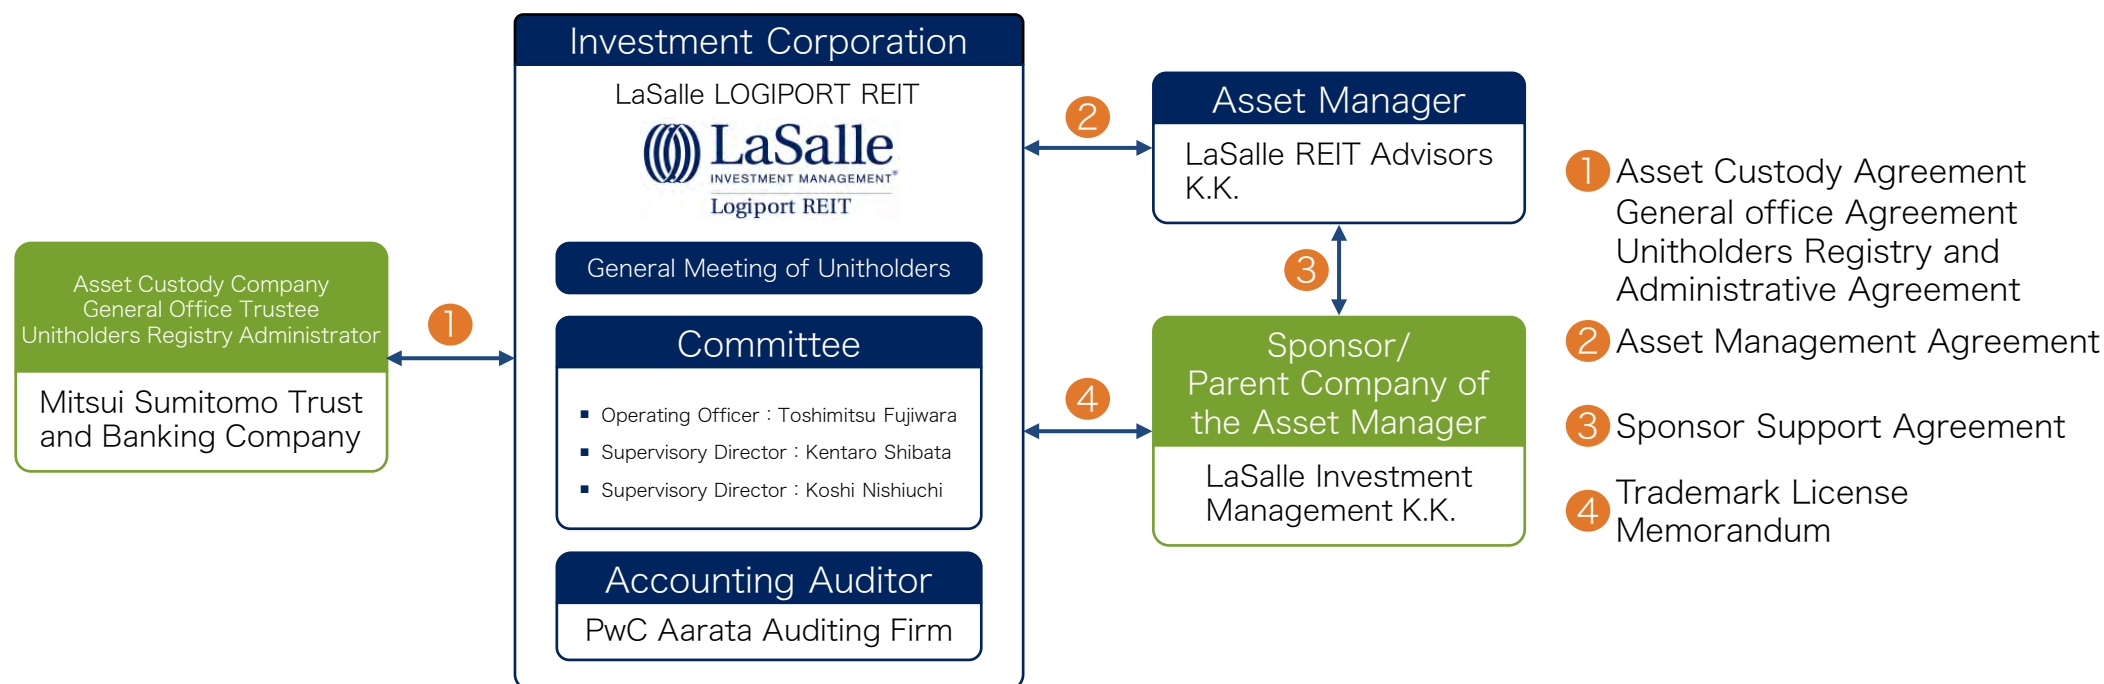 Investment Corporation
LaSalle LOGIPORT REIT
LaSalle
INVESTMENT MANAGEMENT®
Logiport REIT
General Meeting of Unitholders
Committee
▪ Operating Officer：Toshimitsu Fujiwara
▪ Supervisory Director：Kentaro Shibata
▪ Supervisory Director：Koshi Nishiuchi
Accounting Auditor
PwC Aarata Auditing Firm
Asset Custody Company
General Office Trustee
Unitholders Registry Administrator
Mitsui Sumitomo Trust
and Banking Company
1
2
Asset Manager
LaSalle REIT Advisors
K.K.
3
4
Sponsor/
Parent Company of
the Asset Manager
LaSalle Investment
Management K.K.
1 Asset Custody Agreement
General office Agreement
Unitholders Registry and
Administrative Agreement
2 Asset Management Agreement
3 Sponsor Support Agreement
4 Trademark License
Memorandum